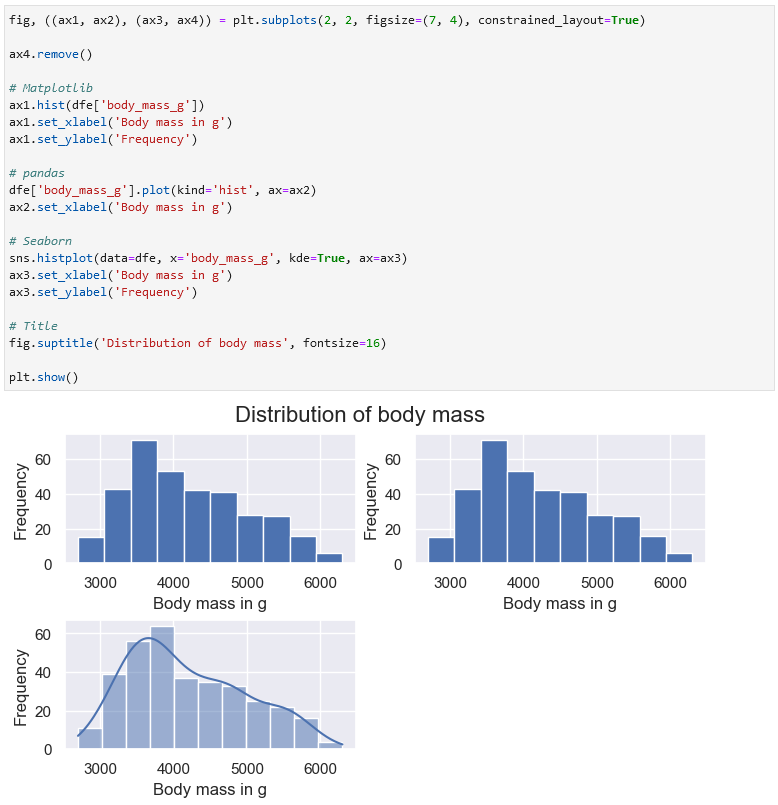 fig, ((ax1, ax2), (ax3, ax4)) = plt.subplots(2, 2, figsize=(7, 4), constrained_layout=True)
ax4.remove()
# Matplotlib
ax1.hist(dfe['body_mass_g'])
ax1.set_xlabel('Body mass in g')
ax1.set_ylabel('Frequency')
# pandas
dfe['body_mass_g'].plot(kind='hist', ax=ax2)
ax2.set_xlabel('Body mass in g')
# Seaborn
sns.histplot(data=dfe, x='body_mass_g', kde=True, ax=ax3)
ax3.set_xlabel('Body mass in g')
ax3.set_ylabel('Frequency')
# Title
fig.suptitle('Distribution of body mass', fontsize=16)
plt.show()
Distribution of body mass
Frequency
60
40
20
0
3000 4000 5000 6000
Body mass in g
Frequency
60
40
20
0
3000 4000 5000 6000
Body mass in g
Frequency
60
40
20
0
3000 4000 5000 6000
Body mass in g